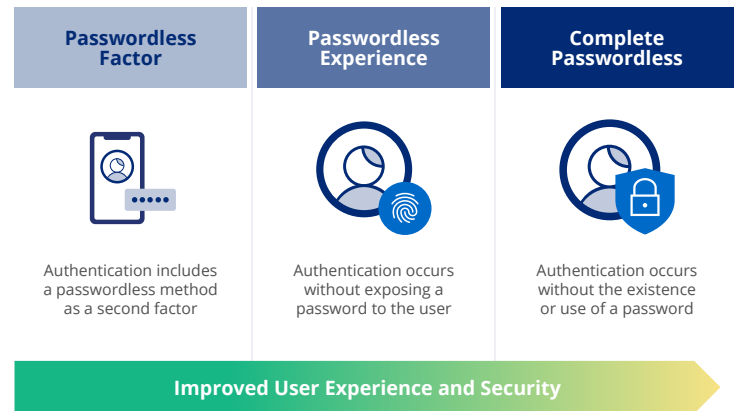 Passwordless
Factor
Passwordless
Experience
Complete
Passwordless
Authentication includes
a passwordless method
as a second factor
Authentication occurs
without exposing a
password to the user
Authentication occurs
without the existence
or use of a password
Improved User Experience and Security